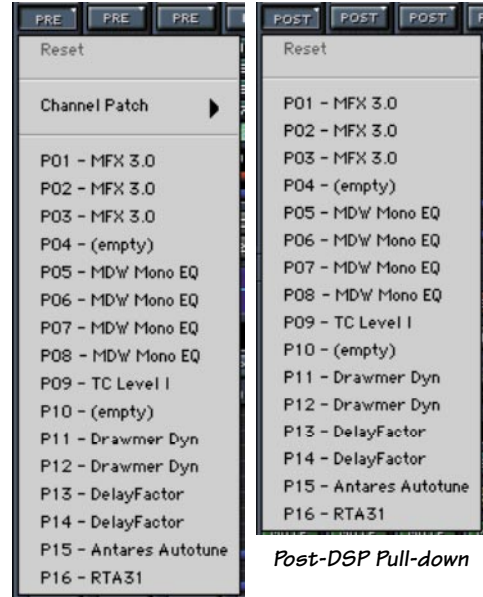 PRE PRE PRE
Reset
Channel Patch
P01 - MFX 3.0
P02 - MFX 3.0
P03 - MFX 3.0
P04 - (empty)
P05 - MDW Mono EQ
P06 - MDW Mono EQ
P07 - MDW Mono EQ
P08 - MDW Mono EQ
P09 - TC Level I
P10 - (empty)
P11 - Drawmer Dyn
P12 - Drawmer Dyn
P13 - DelayFactor
P14 - DelayFactor
P15 - Antares Autotune
P16 - RTA31
POST POST POST
Reset
P01 - MFX 3.0
P02 - MFX 3.0
P03 - MFX 3.0
P04 - (empty)
P05 - MDW Mono EQ
P06 - MDW Mono EQ
P07 - MDW Mono EQ
P08 - MDW Mono EQ
P09 - TC Level I
P10 - (empty)
P11 - Drawmer Dyn
P12 - Drawmer Dyn
P13 - DelayFactor
P14 - DelayFactor
P15 - Antares Autotune
P16 - RTA31
Post-DSP Pull-down